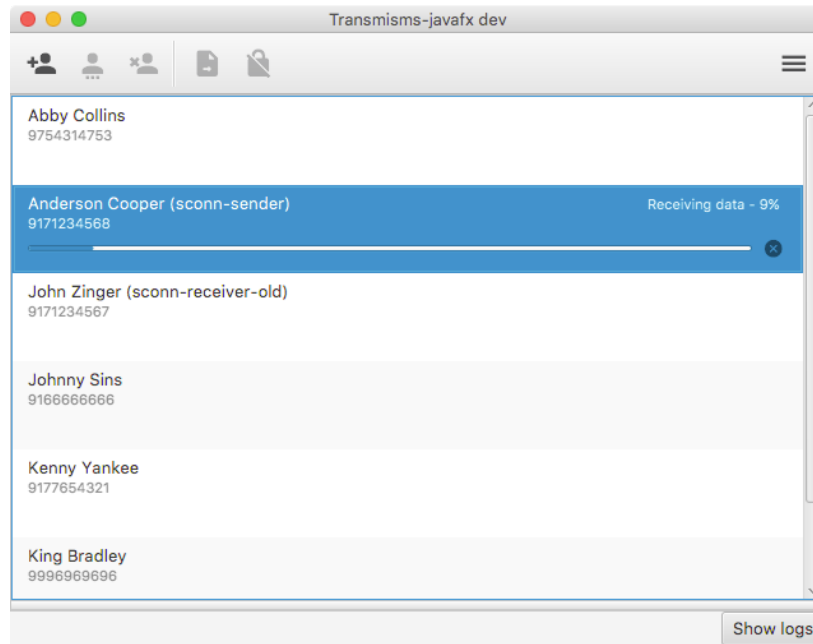 Transmisms-javafx dev
Abby Collins
9754314753
Anderson Cooper (sconn-sender)
Receiving data - 9%
9171234568
John Zinger (sconn-receiver-old)
9171234567
Johnny Sins
9166666666
Kenny Yankee
9177654321
King Bradley
9996969696
Show logs